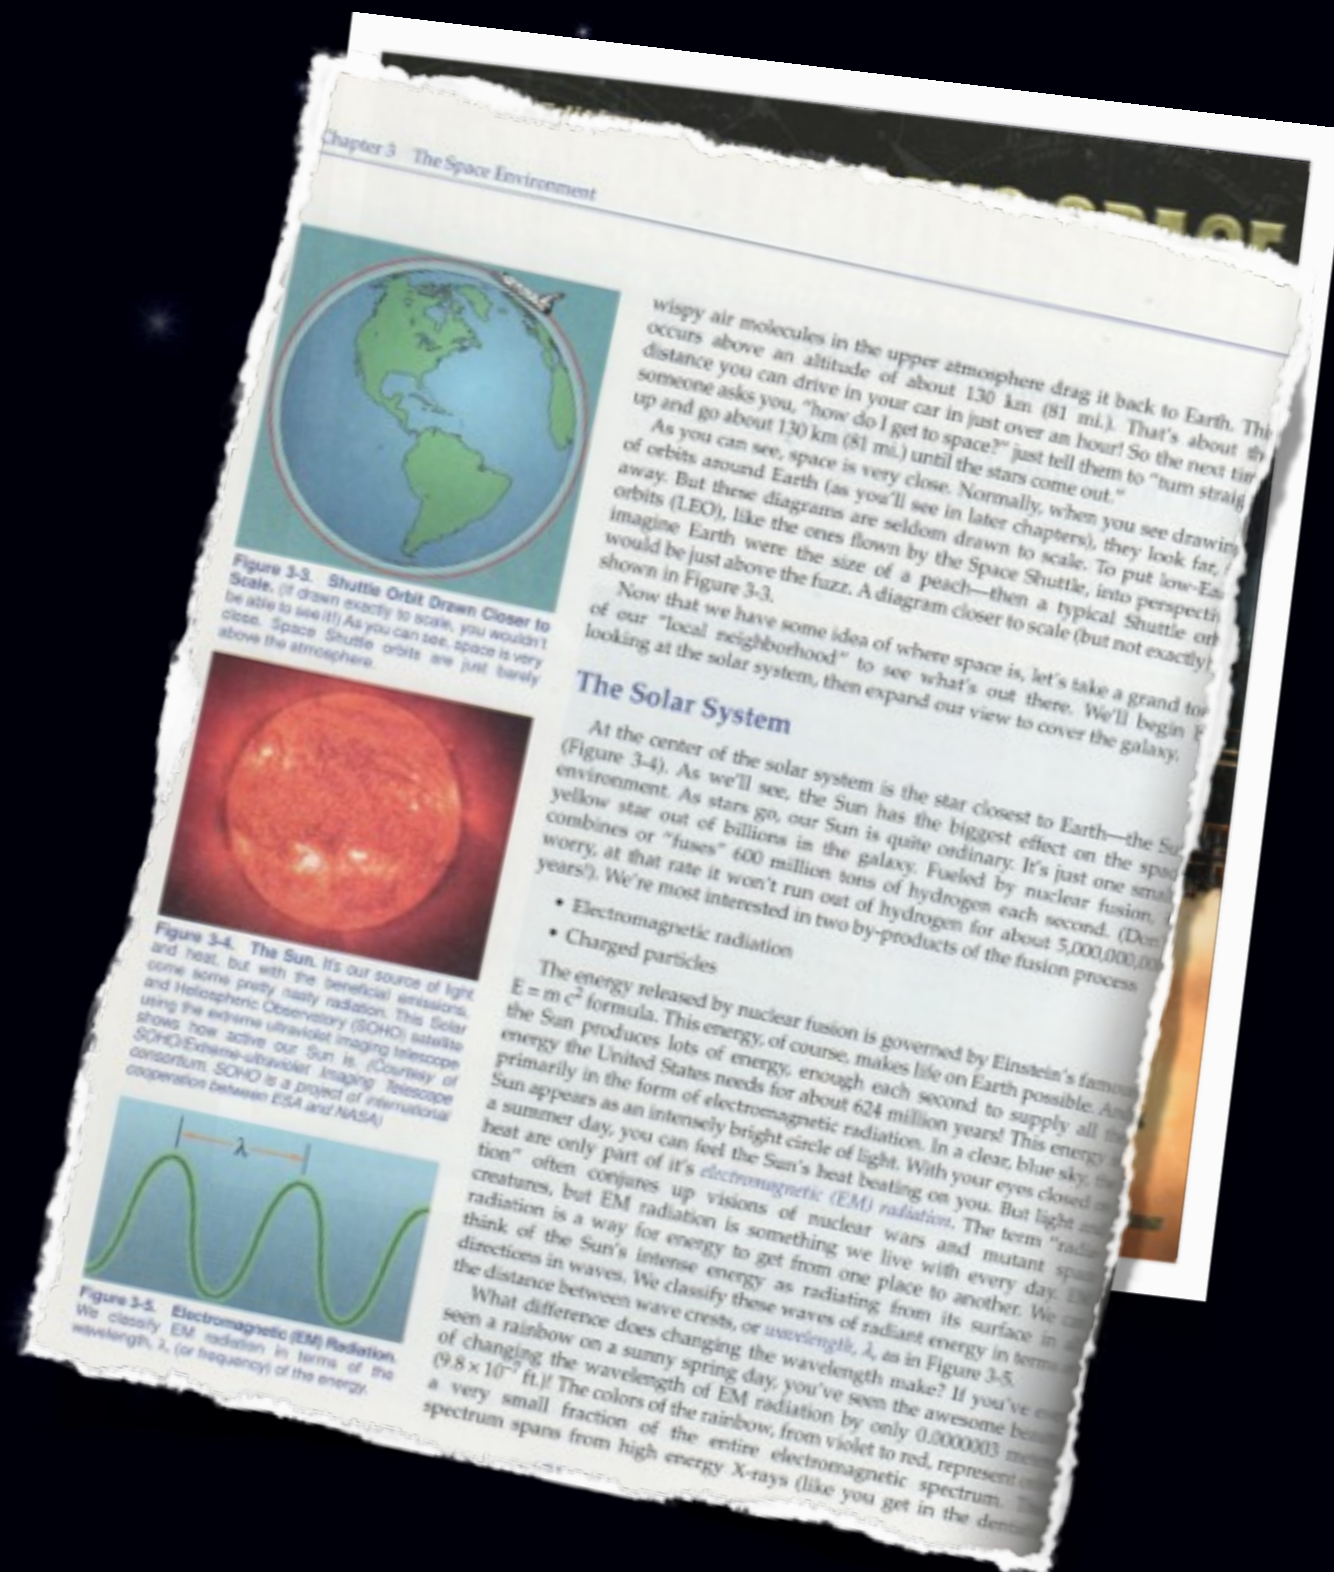 Chapter 3 The Space Environment
SPACE
Figure 3-3. Shuttle Orbit Drawn Closer to
Scale. (If drawn exactly to scale, you wouldn't
be able to see it!) As you can see, space is very
close. Space Shuttle orbits are just barely
above the atmosphere.
Figure 3-4. The Sun. It's our source of light
and heat, but with the beneficial emissions,
come some pretty nasty radiation. This Solar
and Heliospheric Observatory (SOHO) satellite
using the extreme ultraviolet imaging telescope
shows how active our Sun is. (Courtesy of
SOHO/Extreme-ultraviolet Imaging Telescope
consortium. SOHO is a project of international
cooperation between ESA and NASA)
λ
Figure 3-5. Electromagnetic (EM) Radiation.
We classify EM radiation in terms of the
wavelength, λ, (or frequency) of the energy.
wispy air molecules in the upper atmosphere drag it back to Earth. Thi
occurs above an altitude of about 130 km (81 mi.). That's about th
distance you can drive in your car in just over an hour! So the next tim
someone asks you, "how do I get to space?" just tell them to "turn straig
up and go about 130 km (81 mi.) until the stars come out."
As you can see, space is very close. Normally, when you see drawin
of orbits around Earth (as you'll see in later chapters), they look far,
away. But these diagrams are seldom drawn to scale. To put low-Ea
orbits (LEO), like the ones flown by the Space Shuttle, into perspecti
imagine Earth were the size of a peach—then a typical Shuttle orb
would be just above the fuzz. A diagram closer to scale (but not exactly)
shown in Figure 3-3.
Now that we have some idea of where space is, let's take a grand to
of our "local neighborhood" to see what's out there. We'll begin
looking at the solar system, then expand our view to cover the galaxy.
The Solar System
At the center of the solar system is the star closest to Earth—the Su
(Figure 3-4). As we'll see, the Sun has the biggest effect on the spac
environment. As stars go, our Sun is quite ordinary. It's just one smal
yellow star out of billions in the galaxy. Fueled by nuclear fusion,
combines or "fuses" 600 million tons of hydrogen each second. (Don'
worry, at that rate it won't run out of hydrogen for about 5,000,000,00
years!). We're most interested in two by-products of the fusion process
• Electromagnetic radiation
• Charged particles
The energy released by nuclear fusion is governed by Einstein's famou
E = m c² formula. This energy, of course, makes life on Earth possible. And
the Sun produces lots of energy, enough each second to supply all the
energy the United States needs for about 624 million years! This energy
primarily in the form of electromagnetic radiation. In a clear, blue sky, the
Sun appears as an intensely bright circle of light. With your eyes closed
a summer day, you can feel the Sun's heat beating on you. But light and
heat are only part of it's electromagnetic (EM) radiation. The term "radia
tion" often conjures up visions of nuclear wars and mutant space
creatures, but EM radiation is something we live with every day. EM
radiation is a way for energy to get from one place to another. We can
think of the Sun's intense energy as radiating from its surface in
directions in waves. We classify these waves of radiant energy in terms
the distance between wave crests, or wavelength, λ, as in Figure 3-5.
What difference does changing the wavelength make? If you've ever
seen a rainbow on a sunny spring day, you've seen the awesome beau
of changing the wavelength of EM radiation by only 0.0000003 mete
(9.8 × 10⁻⁷ ft.)! The colors of the rainbow, from violet to red, represent
a very small fraction of the entire electromagnetic spectrum.
spectrum spans from high energy X-rays (like you get in the dent